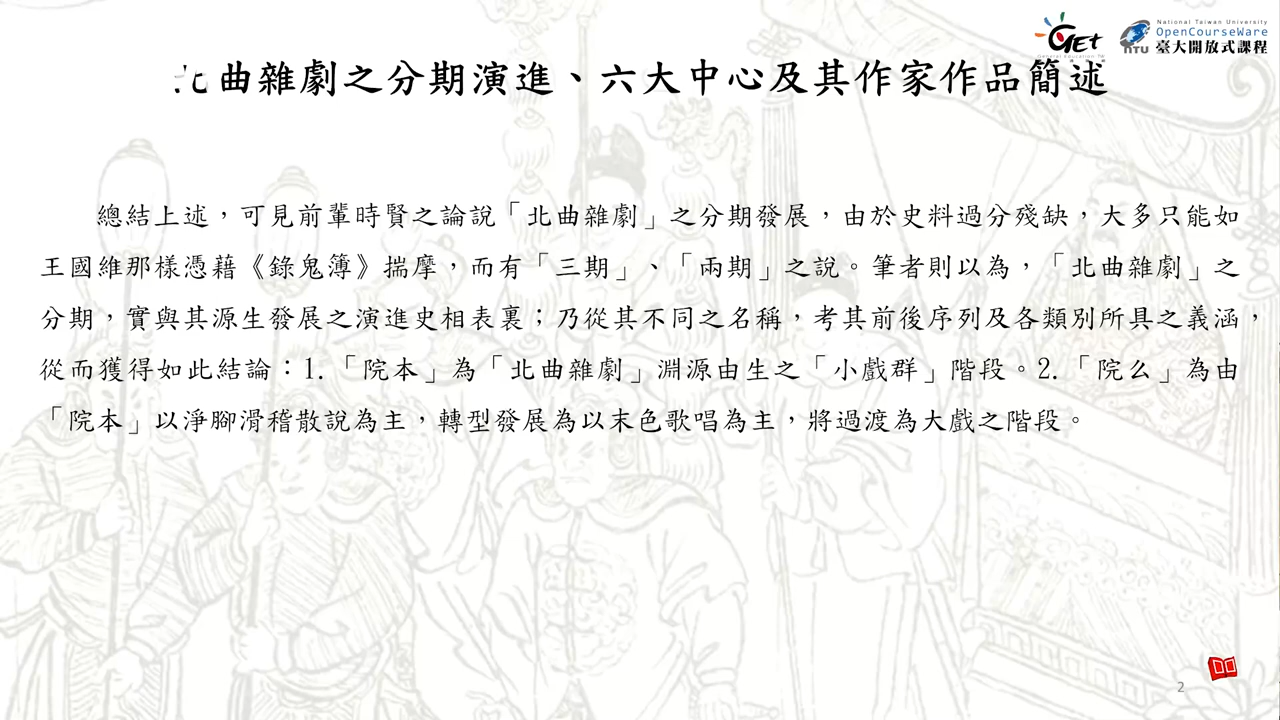 GET
National Taiwan University
OpenCourseWare
NTU 臺大開放式課程
北曲雜劇之分期演進、六大中心及其作家作品簡述
總結上述，可見前輩時賢之論說「北曲雜劇」之分期發展，由於史料過分殘缺，大多只能如
王國維那樣憑藉《錄鬼簿》揣摩，而有「三期」、「兩期」之說。筆者則以為，「北曲雜劇」之
分期，實與其源生發展之演進史相表裏；乃從其不同之名稱，考其前後序列及各類別所具之義涵，
從而獲得如此結論：1.「院本」為「北曲雜劇」淵源由生之「小戲群」階段。2.「院么」為由
「院本」以淨腳滑稽散說為主，轉型發展為以末色歌唱為主，將過渡為大戲之階段。
2